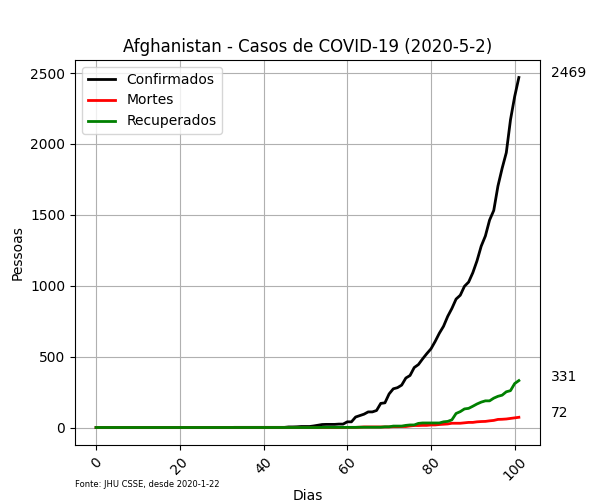 Afghanistan - Casos de COVID-19 (2020-5-2)
Confirmados
Mortes
Recuperados
2500
2000
1500
1000
500
0
Pessoas
2469
331
72
0
20
40
60
80
100
Dias
Fonte: JHU CSSE, desde 2020-1-22